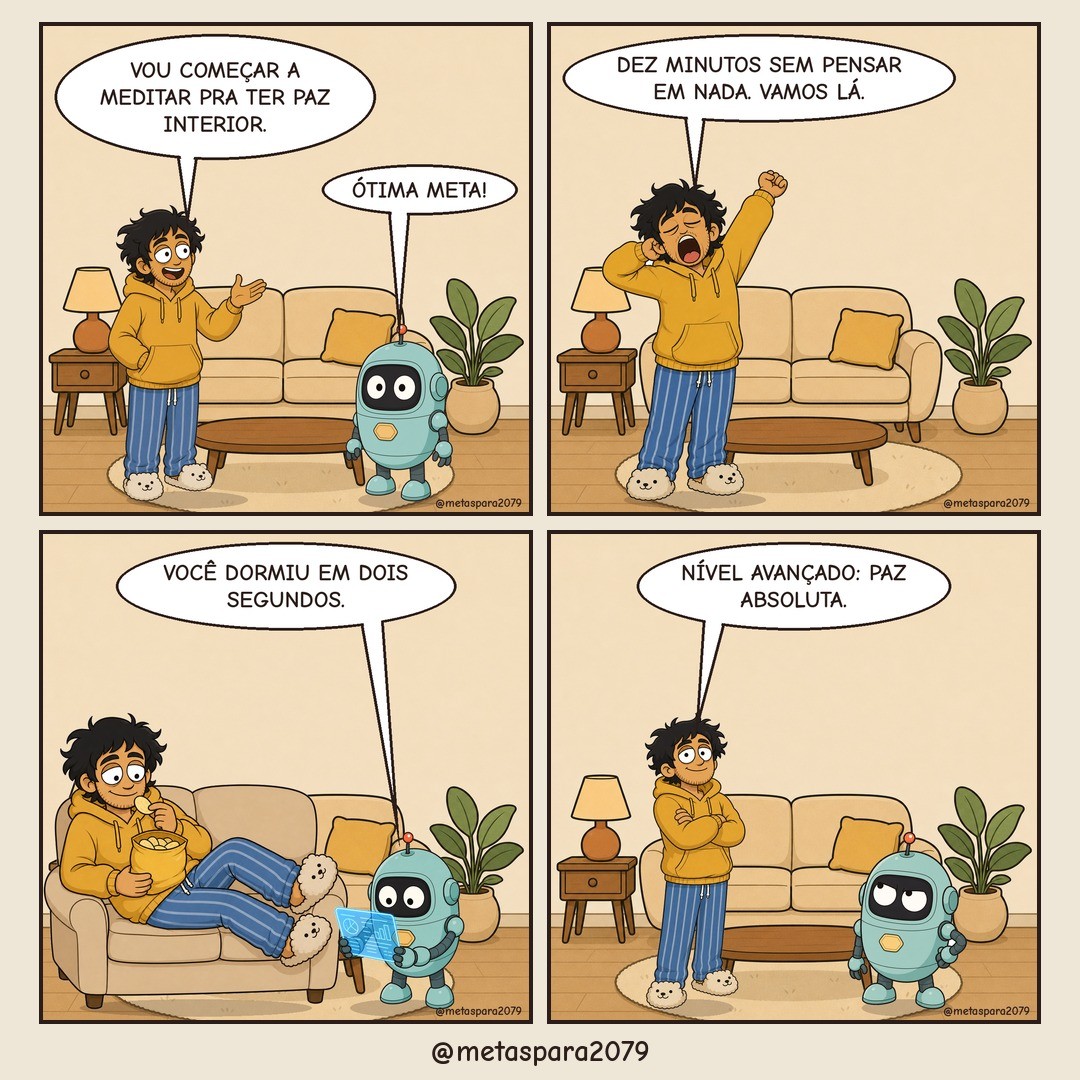 VOU COMEÇAR A
MEDITAR PRA TER PAZ
INTERIOR.
ÓTIMA META!
@metaspara2079
DEZ MINUTOS SEM PENSAR
EM NADA. VAMOS LÁ.
@metaspara2079
VOCÊ DORMIU EM DOIS
SEGUNDOS.
@metaspara2079
NÍVEL AVANÇADO: PAZ
ABSOLUTA.
@metaspara2079
@metaspara2079